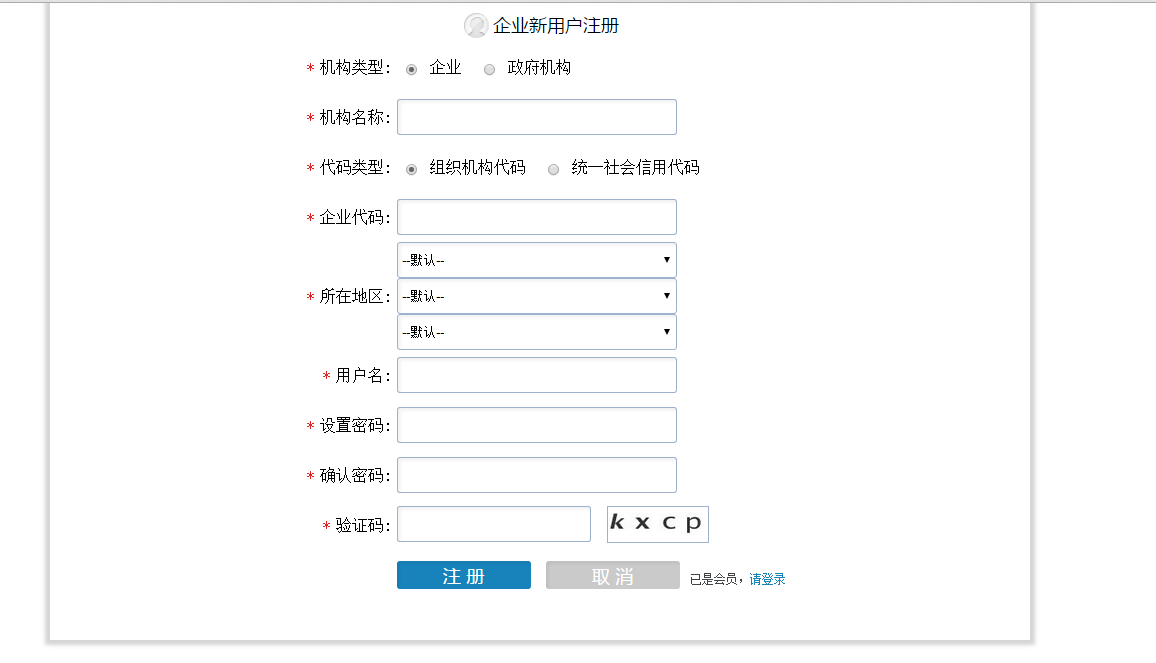 企业新用户注册
* 机构类型: 企业 政府机构
* 机构名称:
* 代码类型: 组织机构代码 统一社会信用代码
* 企业代码:
--默认--
* 所在地区: --默认--
--默认--
* 用户名:
* 设置密码:
* 确认密码:
* 验证码: k x c p
注 册 取 消 已是会员，请登录